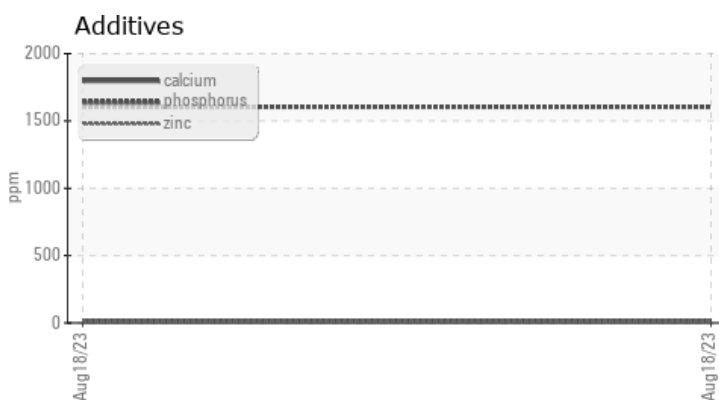 Additives
2000
1500
1000
500
0
ppm
calcium
phosphorus
zinc
Aug18/23
Aug18/23